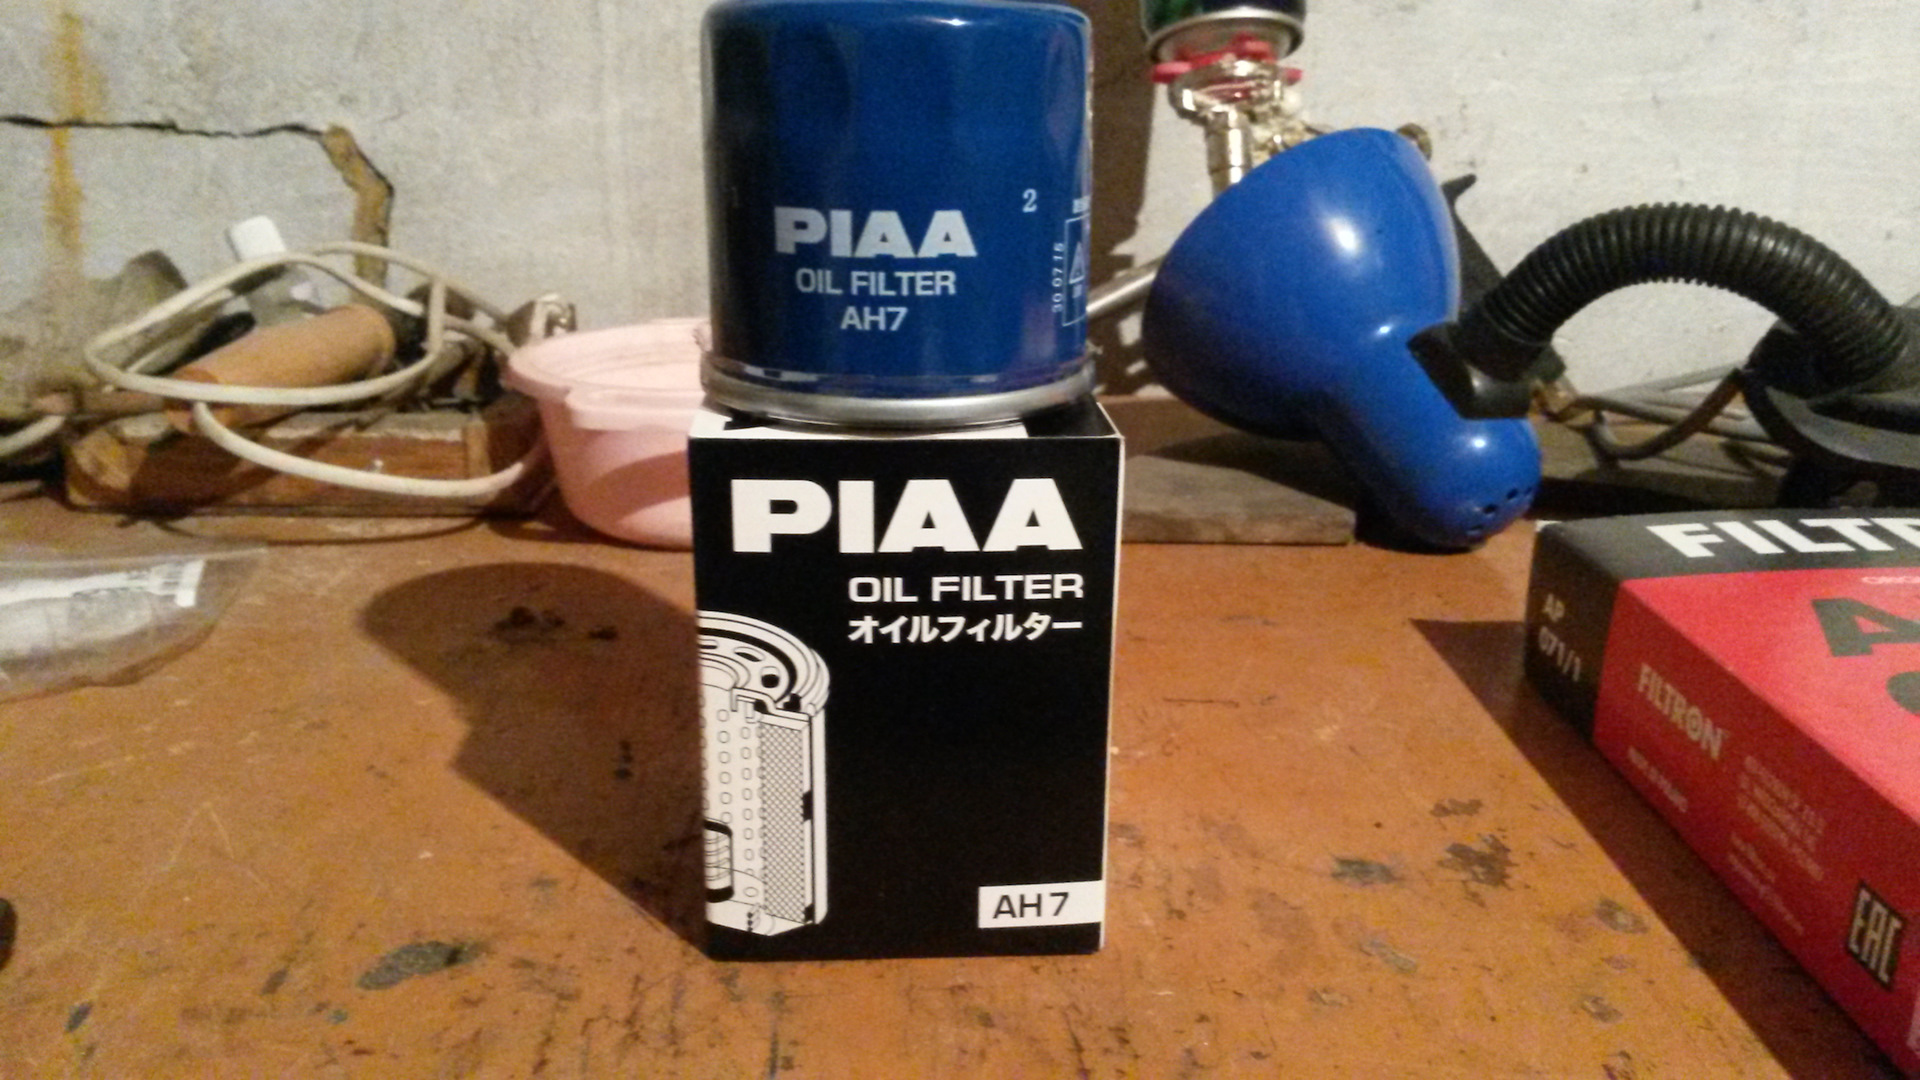 PIAA
OIL FILTER
AH7
2
300715
PIAA
OIL FILTER
オイルフィルター
AH7
FILTR
AP
071/1
FILTRON
EAC